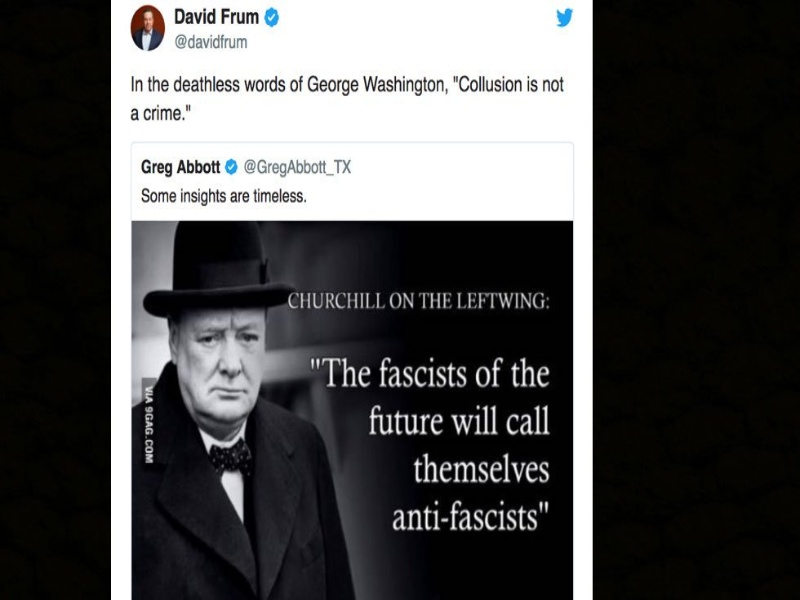 David Frum
@davidfrum
In the deathless words of George Washington, "Collusion is not
a crime."
Greg Abbott @GregAbbott_TX
Some insights are timeless.
CHURCHILL ON THE LEFTWING:
"The fascists of the
future will call
themselves
anti-fascists"
VIA 9GAG.COM